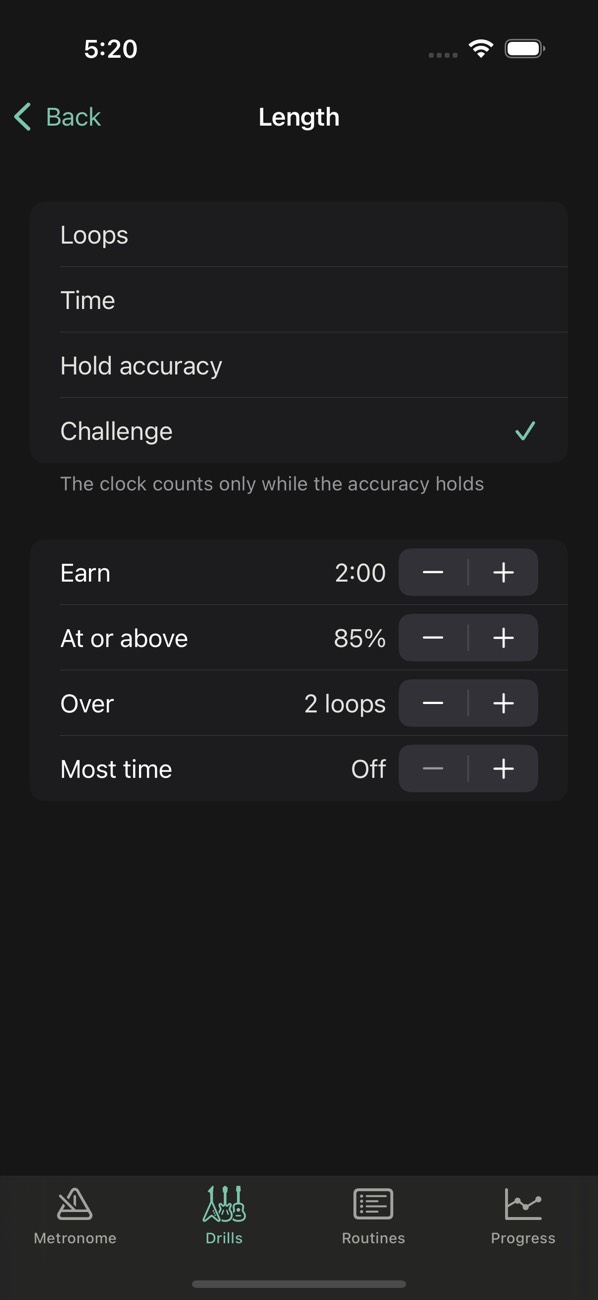 5:20
Back
Length
Loops
Time
Hold accuracy
Challenge
The clock counts only while the accuracy holds
Earn 2:00 − +
At or above 85% − +
Over 2 loops − +
Most time Off − +
Metronome Drills Routines Progress